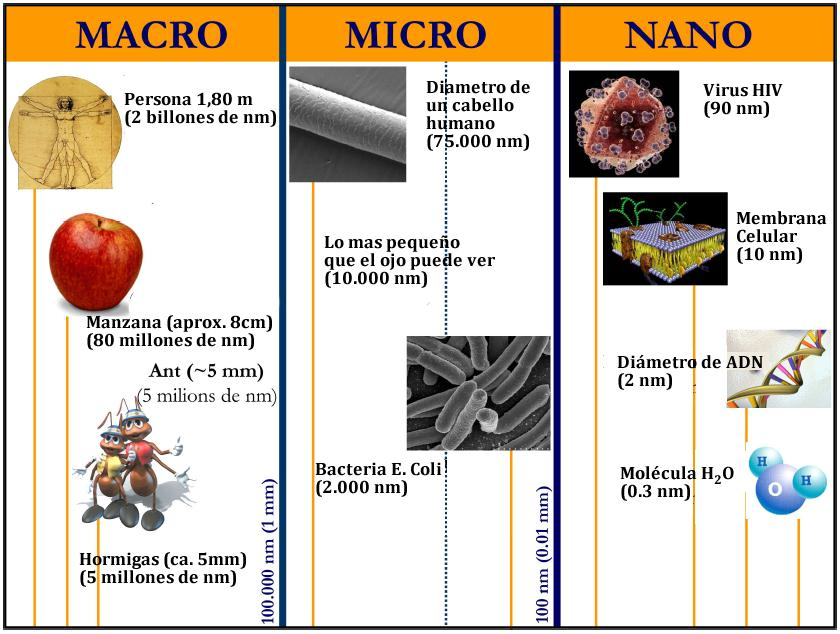 MACRO
Persona 1,80 m
(2 billones de nm)
Manzana (aprox. 8cm)
(80 millones de nm)
Ant (~5 mm)
(5 milions de nm)
Hormigas (ca. 5mm)
(5 millones de nm)
100.000 nm (1 mm)
MICRO
Diametro de
un cabello
humano
(75.000 nm)
Lo mas pequeño
que el ojo puede ver
(10.000 nm)
Bacteria E. Coli
(2.000 nm)
100 nm (0.01 mm)
NANO
Virus HIV
(90 nm)
Membrana
Celular
(10 nm)
Diámetro de ADN
(2 nm)
Molécula H₂O
(0.3 nm)
H
H
O